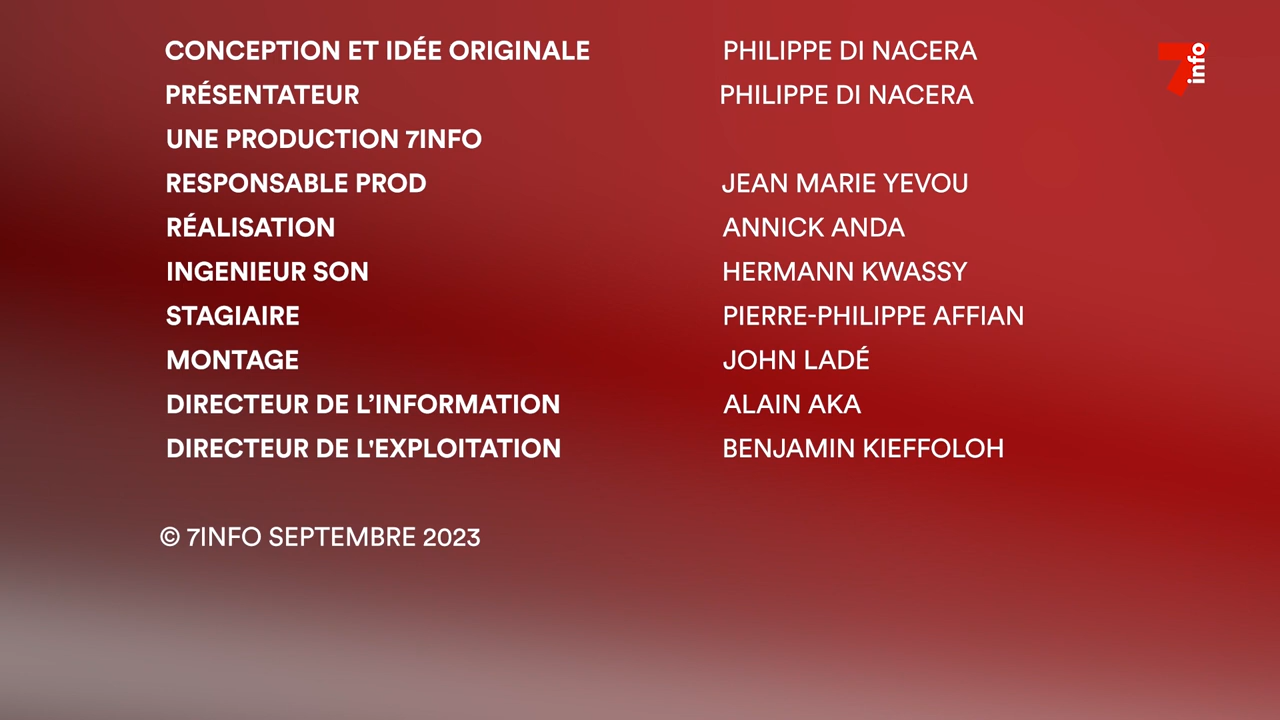 CONCEPTION ET IDÉE ORIGINALE PHILIPPE DI NACERA
PRÉSENTATEUR PHILIPPE DI NACERA
UNE PRODUCTION 7INFO
RESPONSABLE PROD JEAN MARIE YEVOU
RÉALISATION ANNICK ANDA
INGENIEUR SON HERMANN KWASSY
STAGIAIRE PIERRE-PHILIPPE AFFIAN
MONTAGE JOHN LADÉ
DIRECTEUR DE L’INFORMATION ALAIN AKA
DIRECTEUR DE L'EXPLOITATION BENJAMIN KIEFFOLOH
© 7INFO SEPTEMBRE 2023
7info